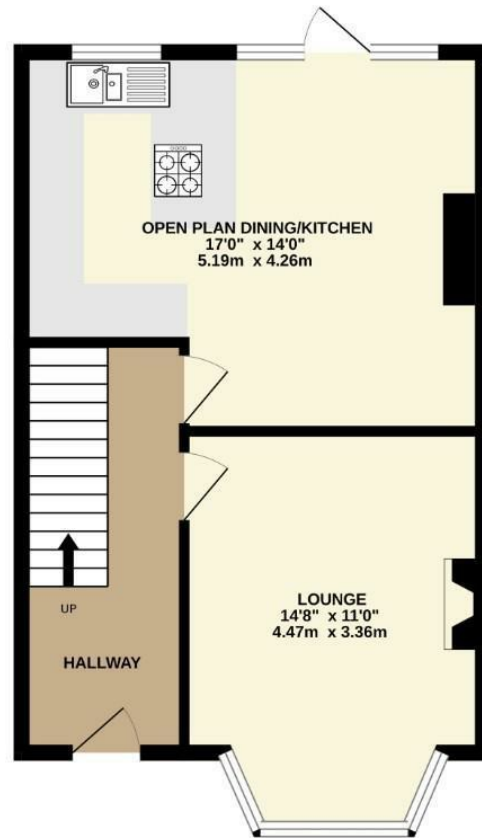 OPEN PLAN DINING/KITCHEN
17'0" x 14'0"
5.19m x 4.26m
LOUNGE
14'8" x 11'0"
4.47m x 3.36m
UP
HALLWAY